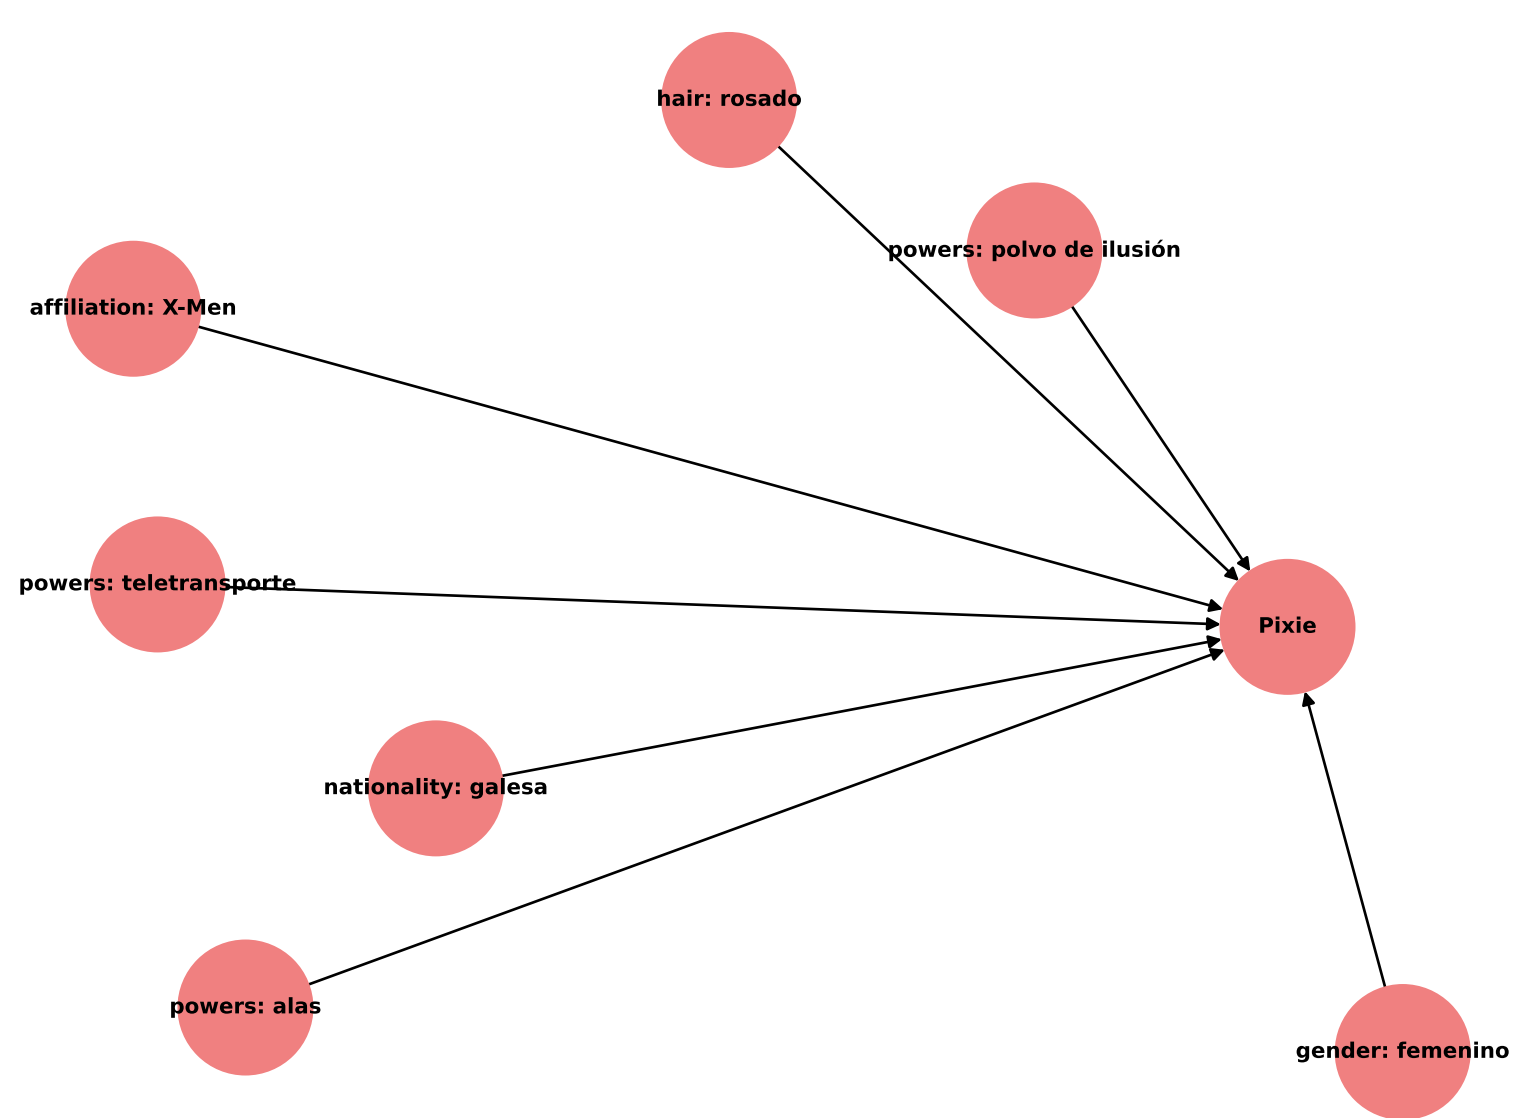 hair: rosado
powers: polvo de ilusión
affiliation: X-Men
powers: teletransporte
Pixie
nationality: galesa
powers: alas
gender: femenino